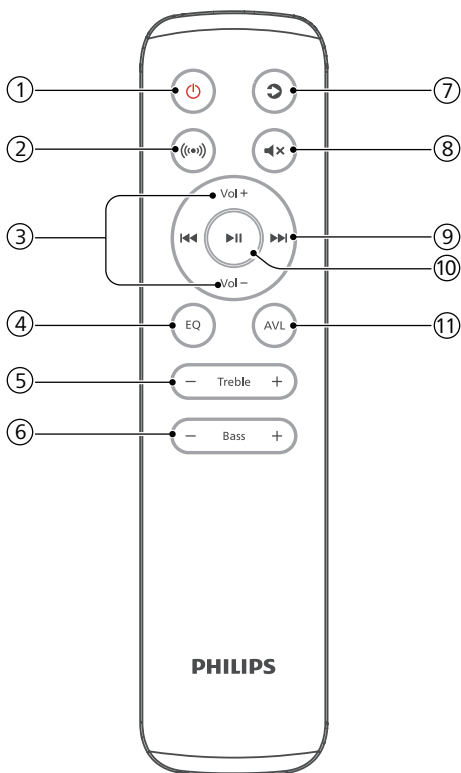 ① ⑦
② ⑧
Vol +
③ ⑨
⑩
Vol −
④ EQ AVL ⑪
⑤ − Treble +
⑥ − Bass +
PHILIPS